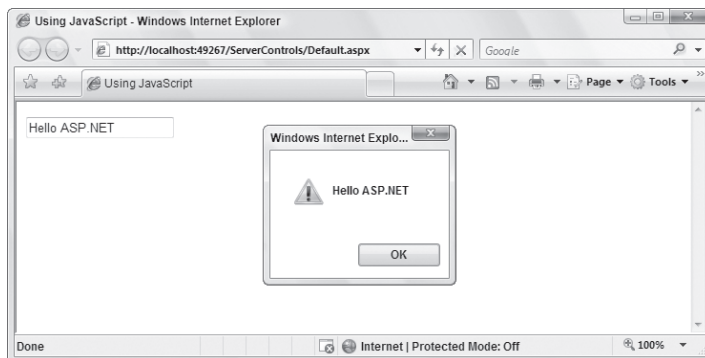 Using JavaScript - Windows Internet Explorer
http://localhost:49267/ServerControls/Default.aspx
Google
Using JavaScript
Page
Tools
Hello ASP.NET
Windows Internet Explo...
Hello ASP.NET
OK
Done
Internet | Protected Mode: Off
100%